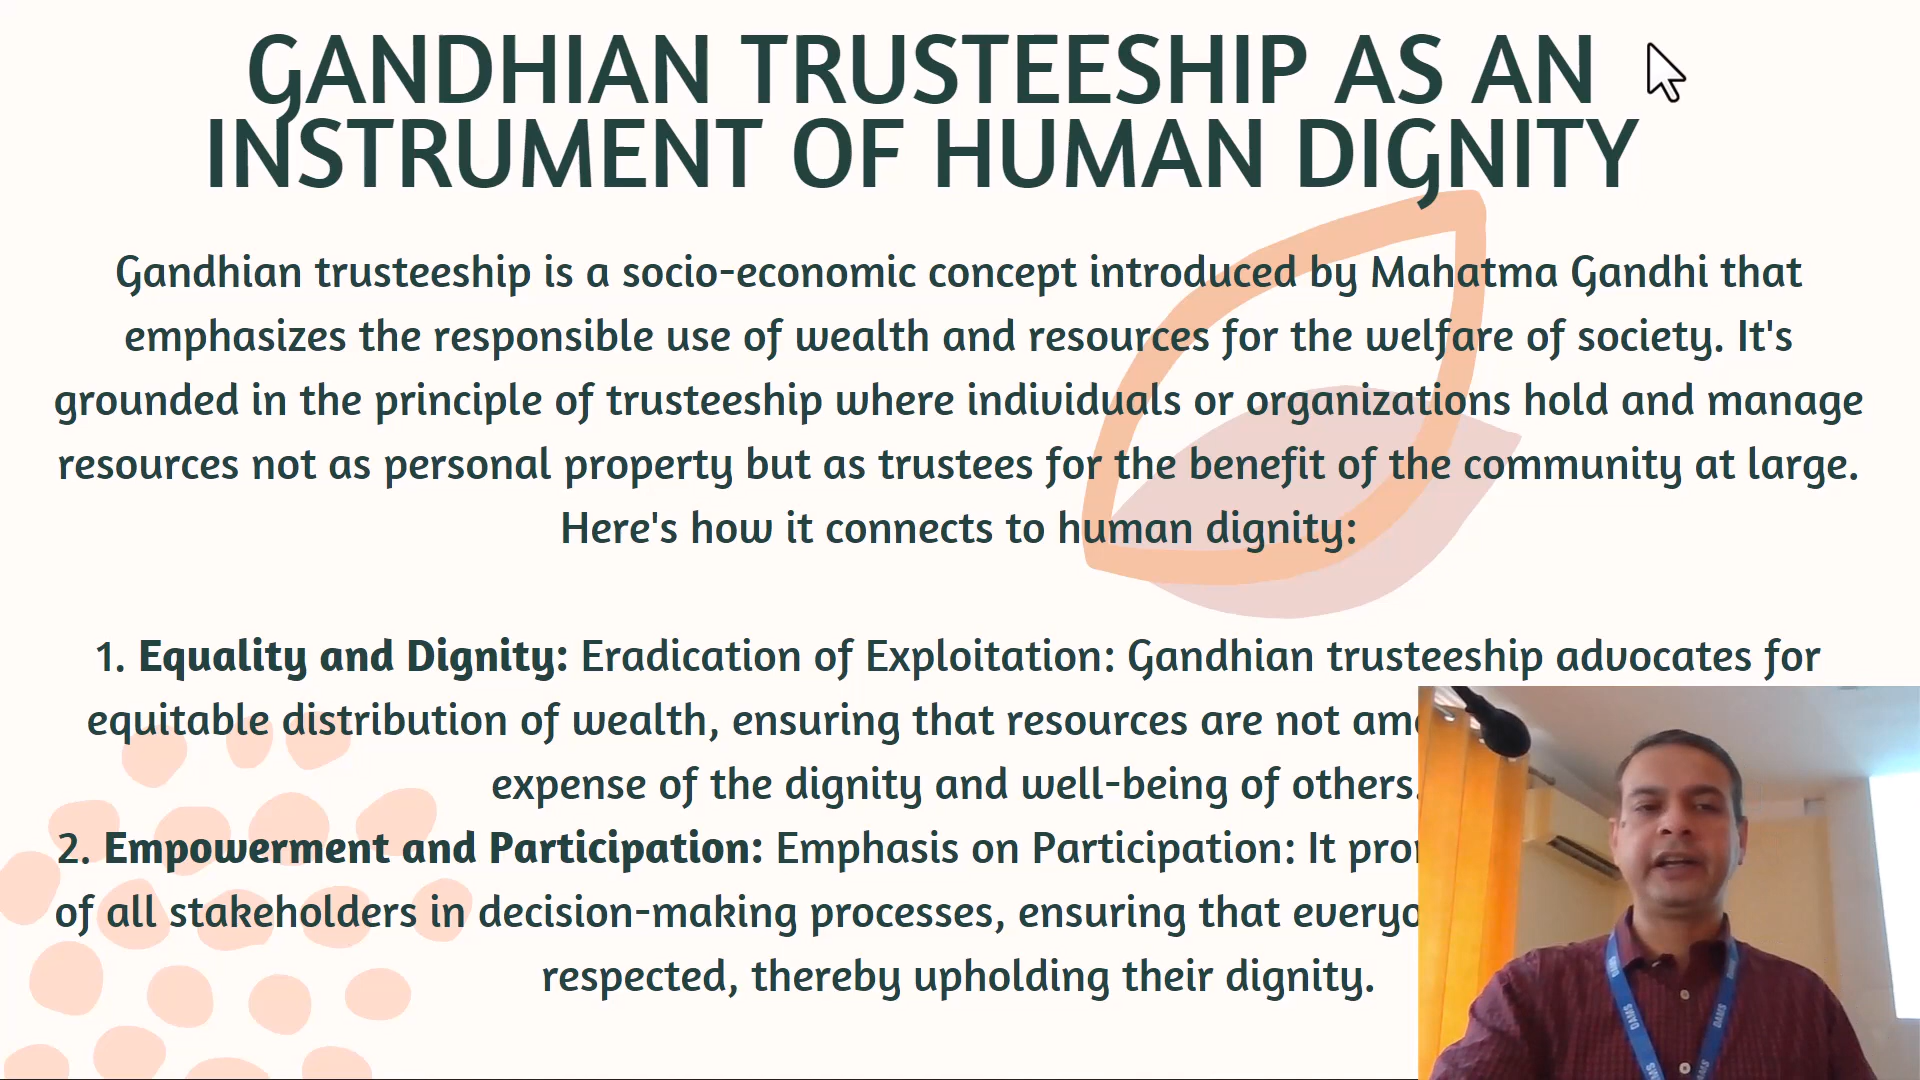 GANDHIAN TRUSTEESHIP AS AN
INSTRUMENT OF HUMAN DIGNITY
Gandhian trusteeship is a socio-economic concept introduced by Mahatma Gandhi that
emphasizes the responsible use of wealth and resources for the welfare of society. It's
grounded in the principle of trusteeship where individuals or organizations hold and manage
resources not as personal property but as trustees for the benefit of the community at large.
Here's how it connects to human dignity:
1. Equality and Dignity: Eradication of Exploitation: Gandhian trusteeship advocates for
equitable distribution of wealth, ensuring that resources are not
expense of the dignity and well-being of others.
2. Empowerment and Participation: Emphasis on Participation: It
of all stakeholders in decision-making processes, ensuring that
respected, thereby upholding their dignity.
DAMS
DAMS
DAMS
DAMS